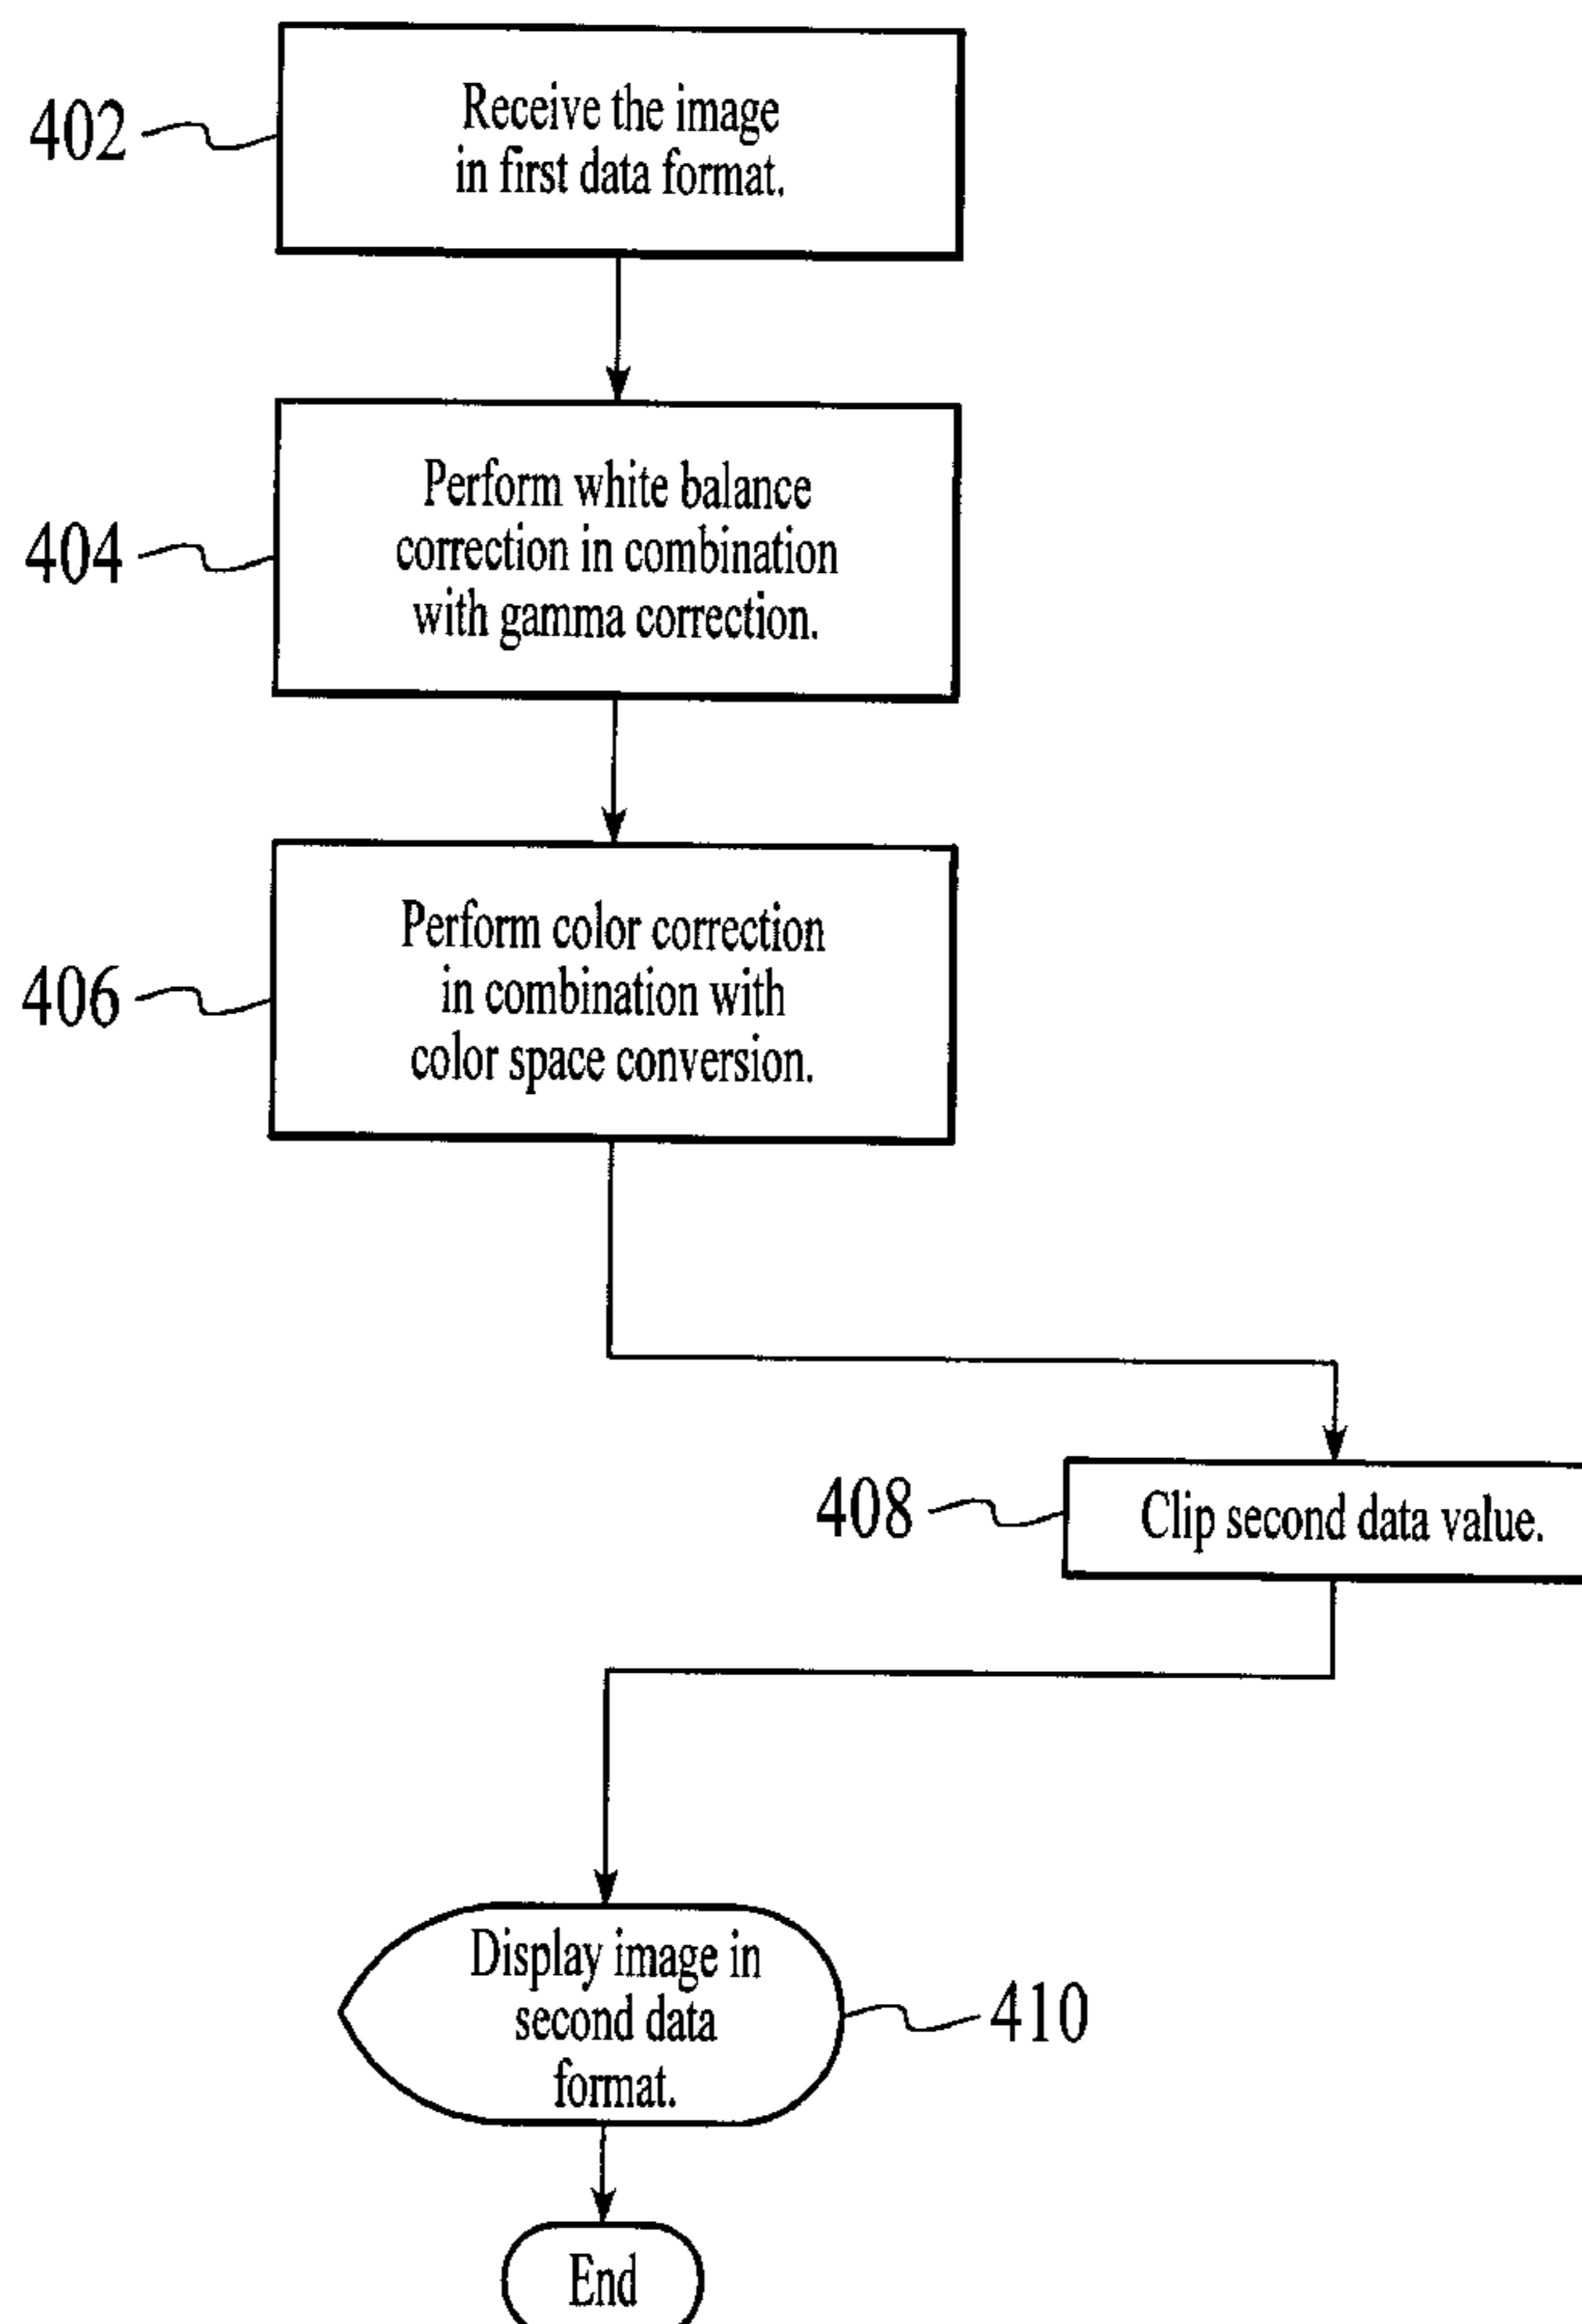 402
Receive the image
in first data format.
404
Perform white balance
correction in combination
with gamma correction.
406
Perform color correction
in combination with
color space conversion.
408
Clip second data value.
Display image in
second data
format.
410
End